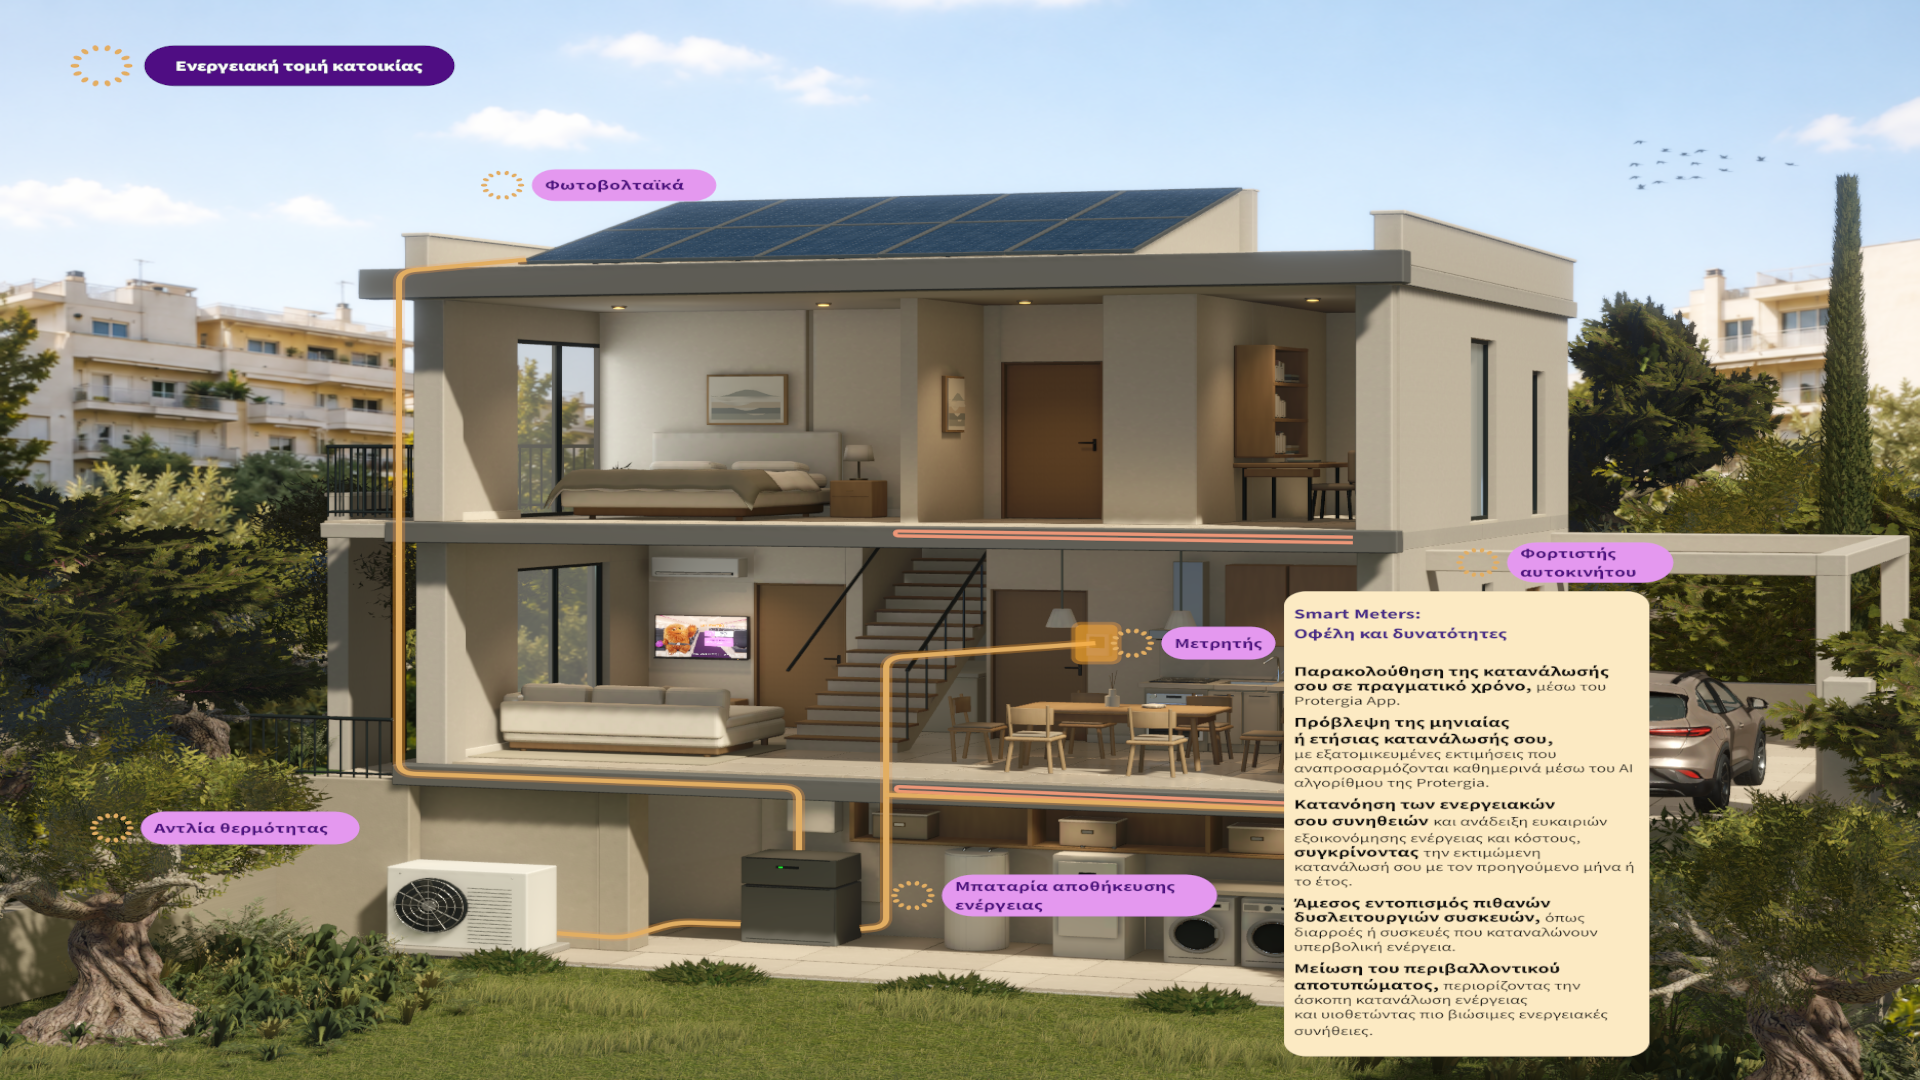 Ενεργειακή τομή κατοικίας
Φωτοβολταϊκά
Φορτιστής
αυτοκινήτου
Μετρητής
Αντλία θερμότητας
Μπαταρία αποθήκευσης
ενέργειας
Smart Meters:
Οφέλη και δυνατότητες
Παρακολούθηση της κατανάλωσής
σου σε πραγματικό χρόνο, μέσω του
Protergia App.
Πρόβλεψη της μηνιαίας
ή ετήσιας κατανάλωσής σου,
με εξατομικευμένες εκτιμήσεις που
αναπροσαρμόζονται καθημερινά μέσω του AI
αλγορίθμου της Protergia.
Κατανόηση των ενεργειακών
σου συνηθειών και ανάδειξη ευκαιριών
εξοικονόμησης ενέργειας και κόστους,
συγκρίνοντας την εκτιμώμενη
κατανάλωσή σου με τον προηγούμενο μήνα ή
το έτος.
Άμεσος εντοπισμός πιθανών
δυσλειτουργιών συσκευών, όπως
διαρροές ή συσκευές που καταναλώνουν
υπερβολική ενέργεια.
Μείωση του περιβαλλοντικού
αποτυπώματος, περιορίζοντας την
άσκοπη κατανάλωση ενέργειας
και υιοθετώντας πιο βιώσιμες ενεργειακές
συνήθειες.